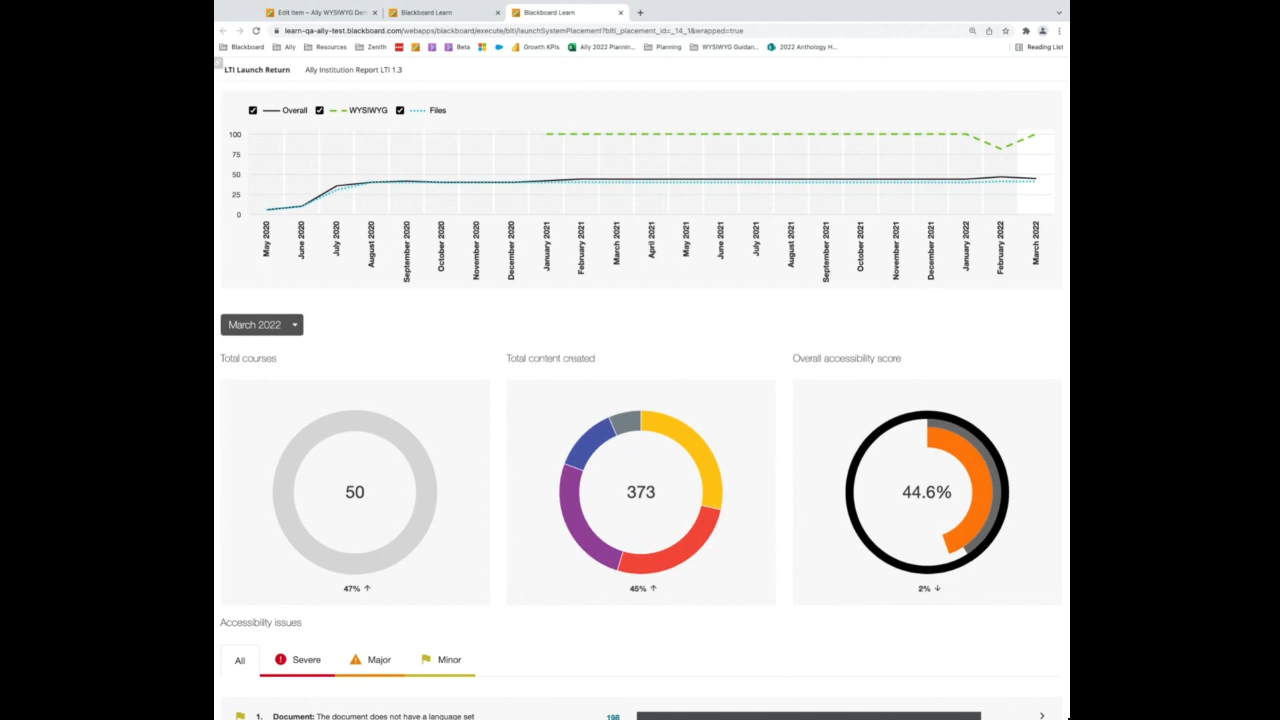 Edit Item – Ally WYSIWYG Dem
Blackboard Learn
Blackboard Learn
learn-qa-ally-test.blackboard.com/webapps/blackboard/execute/blti/launchSystemPlacement?blti_placement_id=_14_1&wrapped=true
Blackboard Ally Resources Zenith Beta Growth KPIs Ally 2022 Plannin... Planning WYSIWYG Guidan... 2022 Anthology H... Reading List
LTI Launch Return Ally Institution Report LTI 1.3
Overall WYSIWYG Files
100
75
50
25
0
May 2020 June 2020 July 2020 August 2020 September 2020 October 2020 November 2020 December 2020 January 2021 February 2021 March 2021 April 2021 May 2021 June 2021 July 2021 August 2021 September 2021 October 2021 November 2021 December 2021 January 2022 February 2022 March 2022
March 2022
Total courses Total content created Overall accessibility score
50 373 44.6%
47% ↑ 45% ↑ 2% ↓
Accessibility issues
All Severe Major Minor
1. Document: The document does not have a language set 198